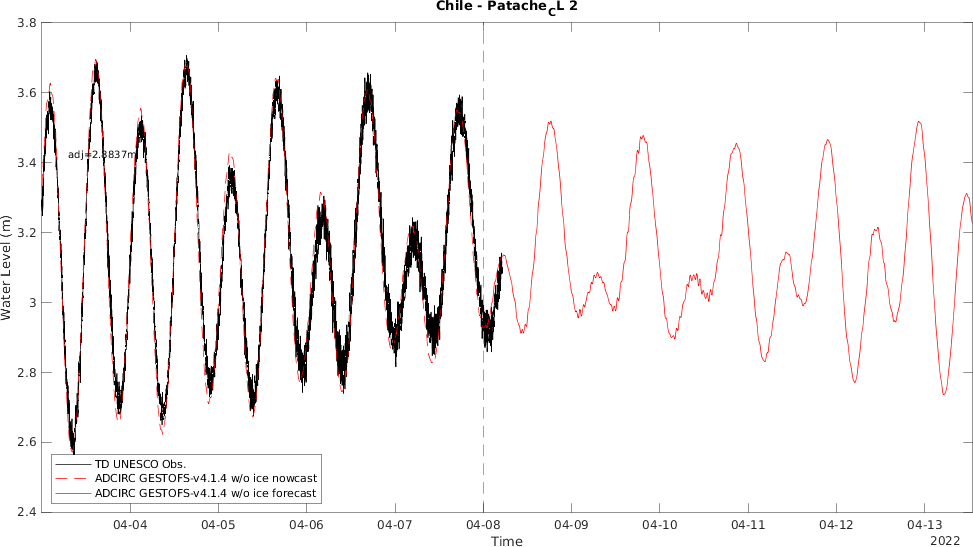 Chile - Patache_CL 2
3.8
3.6
3.4
3.2
3
2.8
2.6
2.4
Water Level (m)
adj=2.3837m
TD UNESCO Obs.
ADCIRC GESTOFS-v4.1.4 w/o ice nowcast
ADCIRC GESTOFS-v4.1.4 w/o ice forecast
04-04 04-05 04-06 04-07 04-08 04-09 04-10 04-11 04-12 04-13
Time
2022